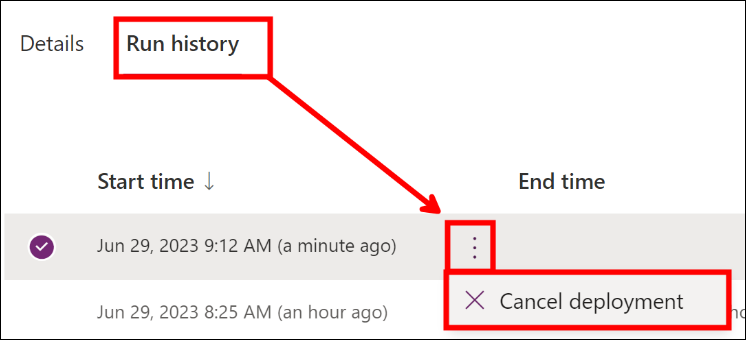 Details Run history
Start time ↓ End time
Jun 29, 2023 9:12 AM (a minute ago)
Cancel deployment
Jun 29, 2023 8:25 AM (an hour ago)